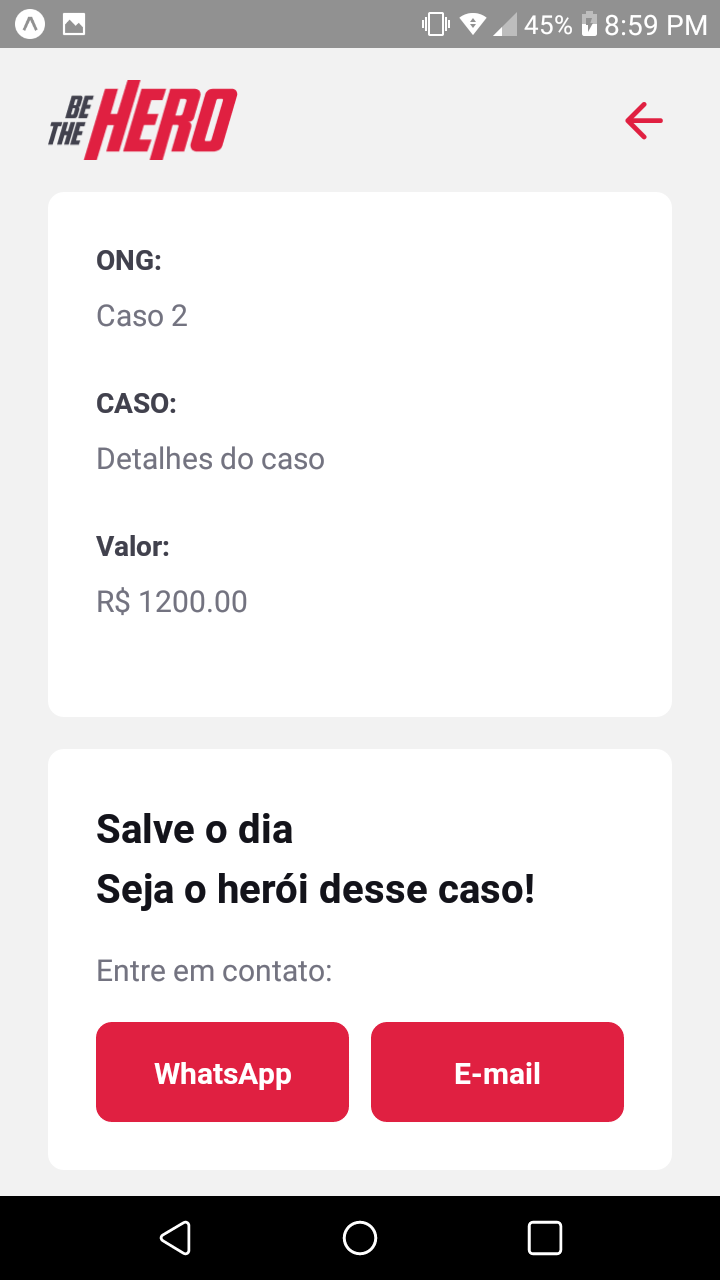 45% 8:59 PM
BE
THE HERO
ONG:
Caso 2
CASO:
Detalhes do caso
Valor:
R$ 1200.00
Salve o dia
Seja o herói desse caso!
Entre em contato:
WhatsApp E-mail